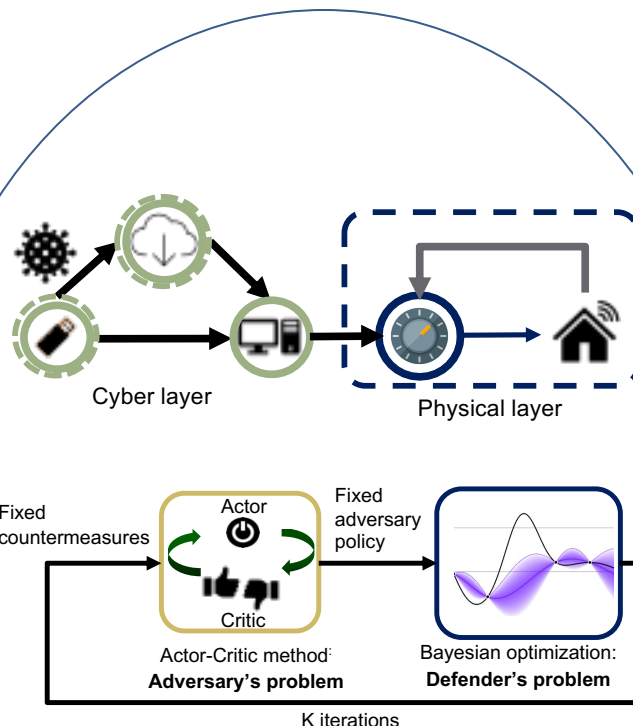 Cyber layer
Physical layer
Fixed
countermeasures
Actor
Critic
Fixed
adversary
policy
Actor-Critic method:
Adversary's problem
Bayesian optimization:
Defender's problem
K iterations